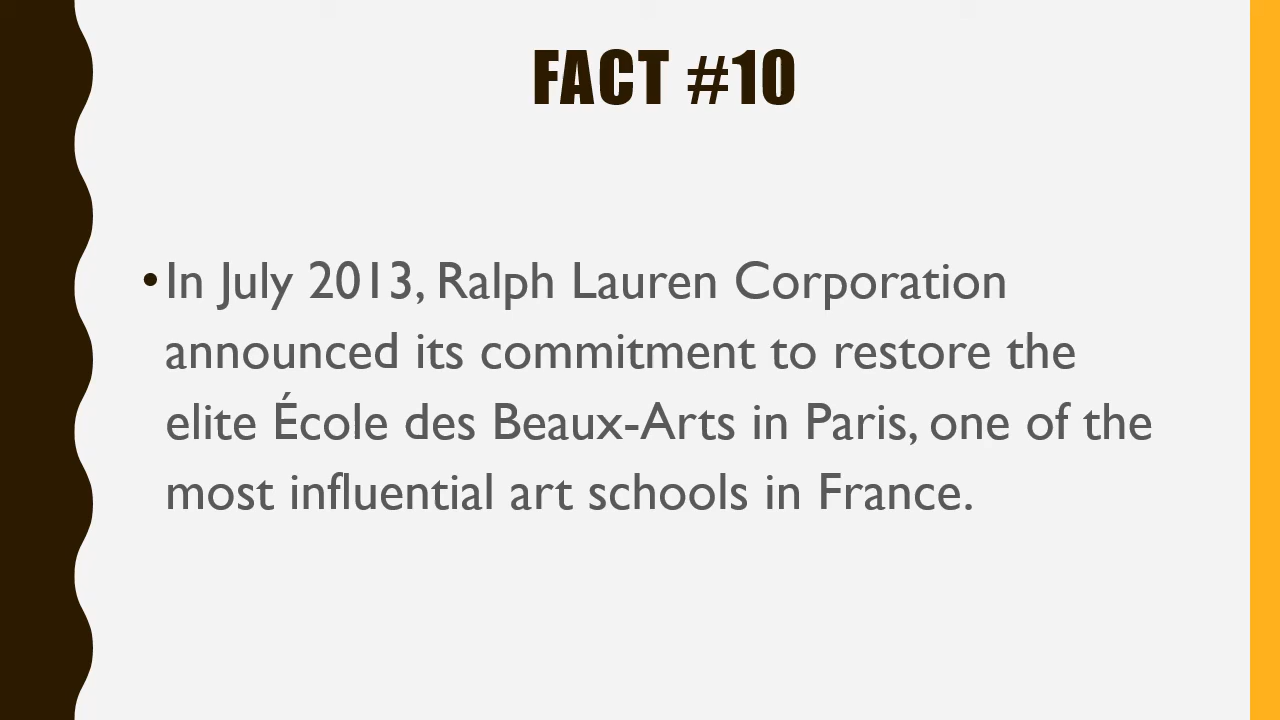 FACT #10
•In July 2013, Ralph Lauren Corporation
announced its commitment to restore the
elite École des Beaux-Arts in Paris, one of the
most influential art schools in France.